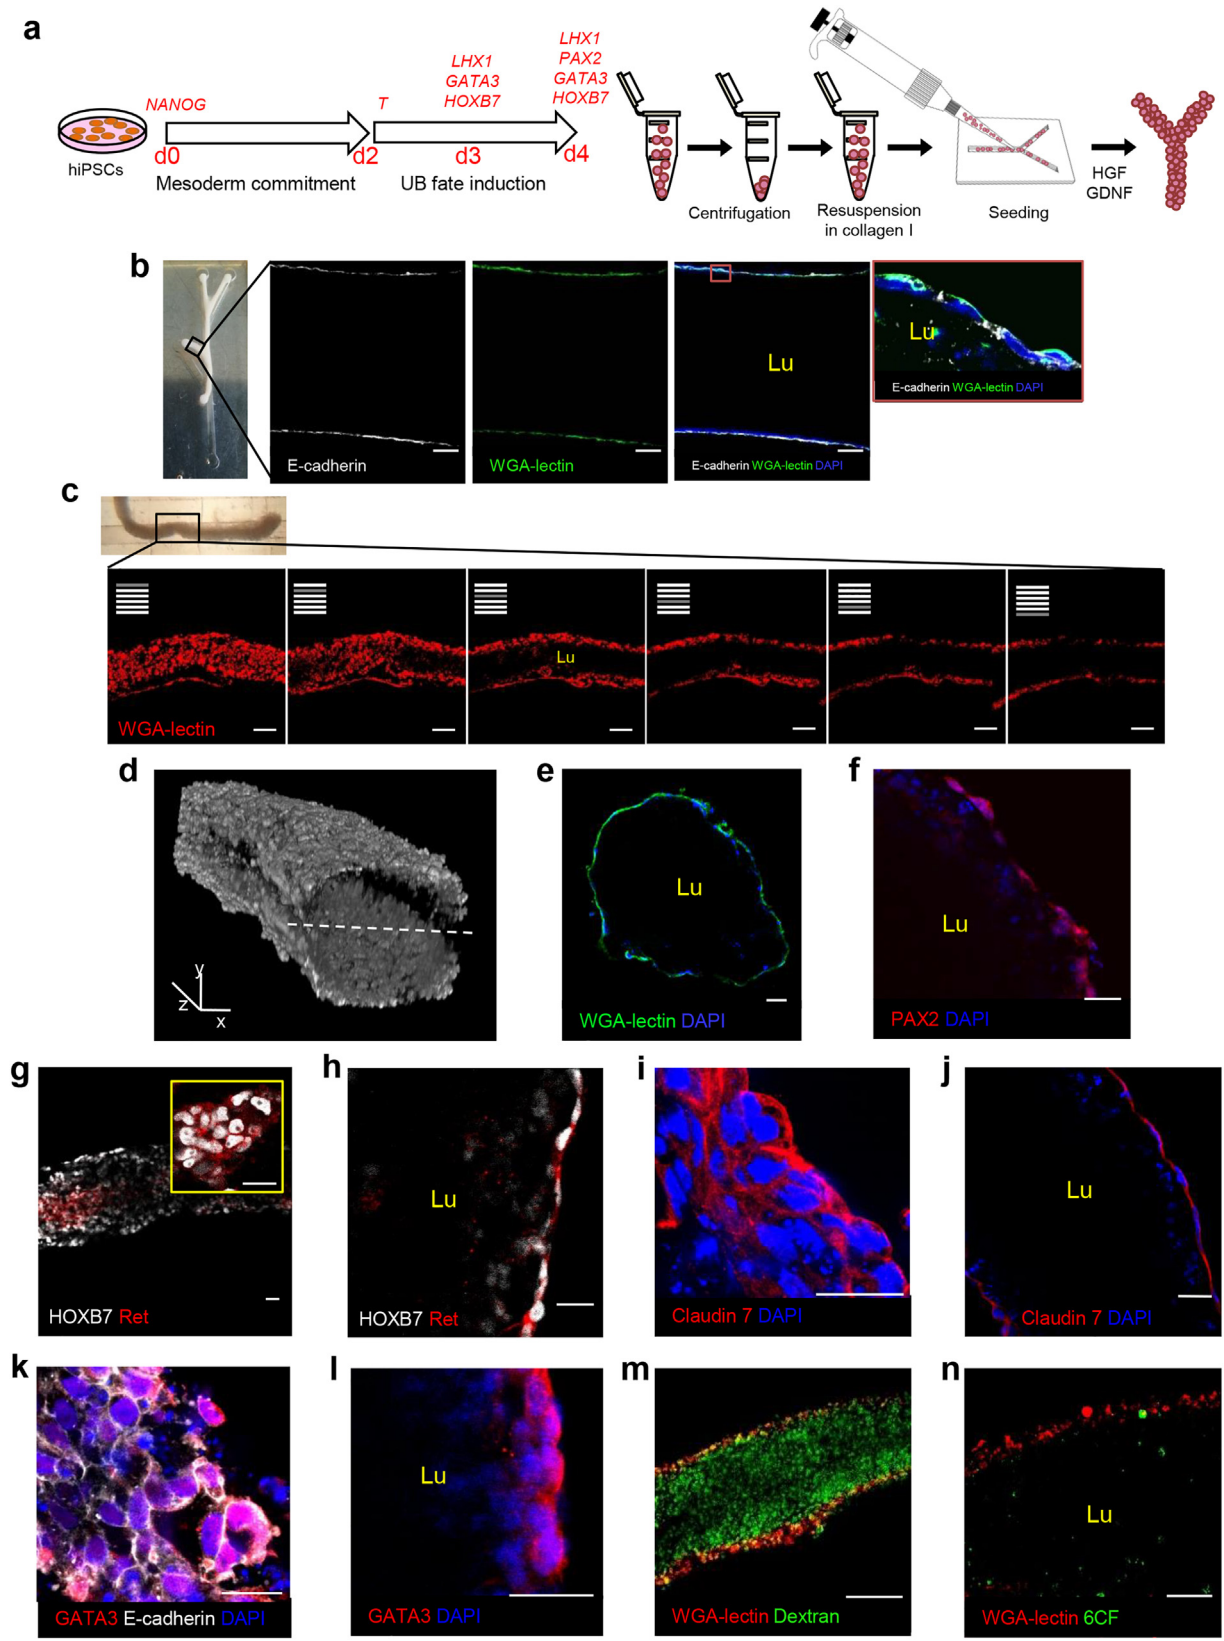 a
NANOG
T
LHX1
GATA3
HOXB7
LHX1
PAX2
GATA3
HOXB7
hiPSCs
d0
d2
d3
d4
Mesoderm commitment
UB fate induction
Centrifugation
Resuspension
in collagen I
Seeding
HGF
GDNF
b
E-cadherin
WGA-lectin
Lu
E-cadherin WGA-lectin DAPI
Lu
E-cadherin WGA-lectin DAPI
c
Lu
WGA-lectin
d
y
z
x
e
Lu
WGA-lectin DAPI
f
Lu
PAX2 DAPI
g
HOXB7 Ret
h
Lu
HOXB7 Ret
i
Claudin 7 DAPI
j
Lu
Claudin 7 DAPI
k
GATA3 E-cadherin DAPI
l
Lu
GATA3 DAPI
m
WGA-lectin Dextran
n
Lu
WGA-lectin 6CF